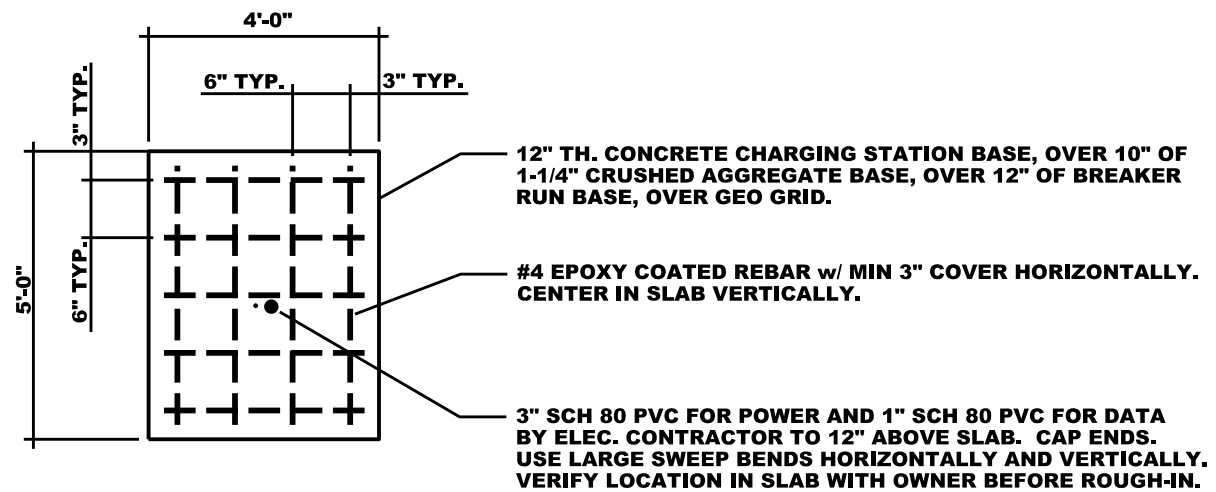 4'-0"
6" TYP.
3" TYP.
3" TYP.
6" TYP.
5'-0"
12" TH. CONCRETE CHARGING STATION BASE, OVER 10" OF
1-1/4" CRUSHED AGGREGATE BASE, OVER 12" OF BREAKER
RUN BASE, OVER GEO GRID.
#4 EPOXY COATED REBAR w/ MIN 3" COVER HORIZONTALLY.
CENTER IN SLAB VERTICALLY.
3" SCH 80 PVC FOR POWER AND 1" SCH 80 PVC FOR DATA
BY ELEC. CONTRACTOR TO 12" ABOVE SLAB.  CAP ENDS.
USE LARGE SWEEP BENDS HORIZONTALLY AND VERTICALLY.
VERIFY LOCATION IN SLAB WITH OWNER BEFORE ROUGH-IN.